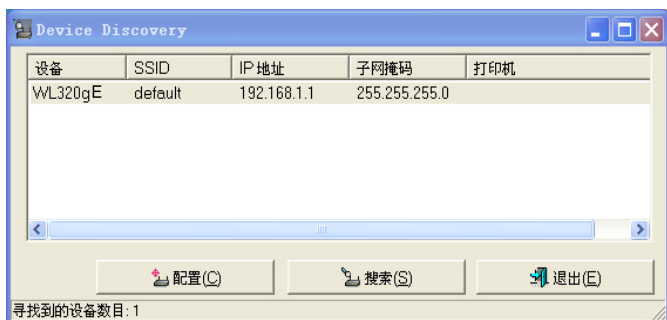 Device Discovery
设备 SSID IP地址 子网掩码 打印机
WL320gE default 192.168.1.1 255.255.255.0
配置(C) 搜索(S) 退出(E)
寻找到的设备数目:1